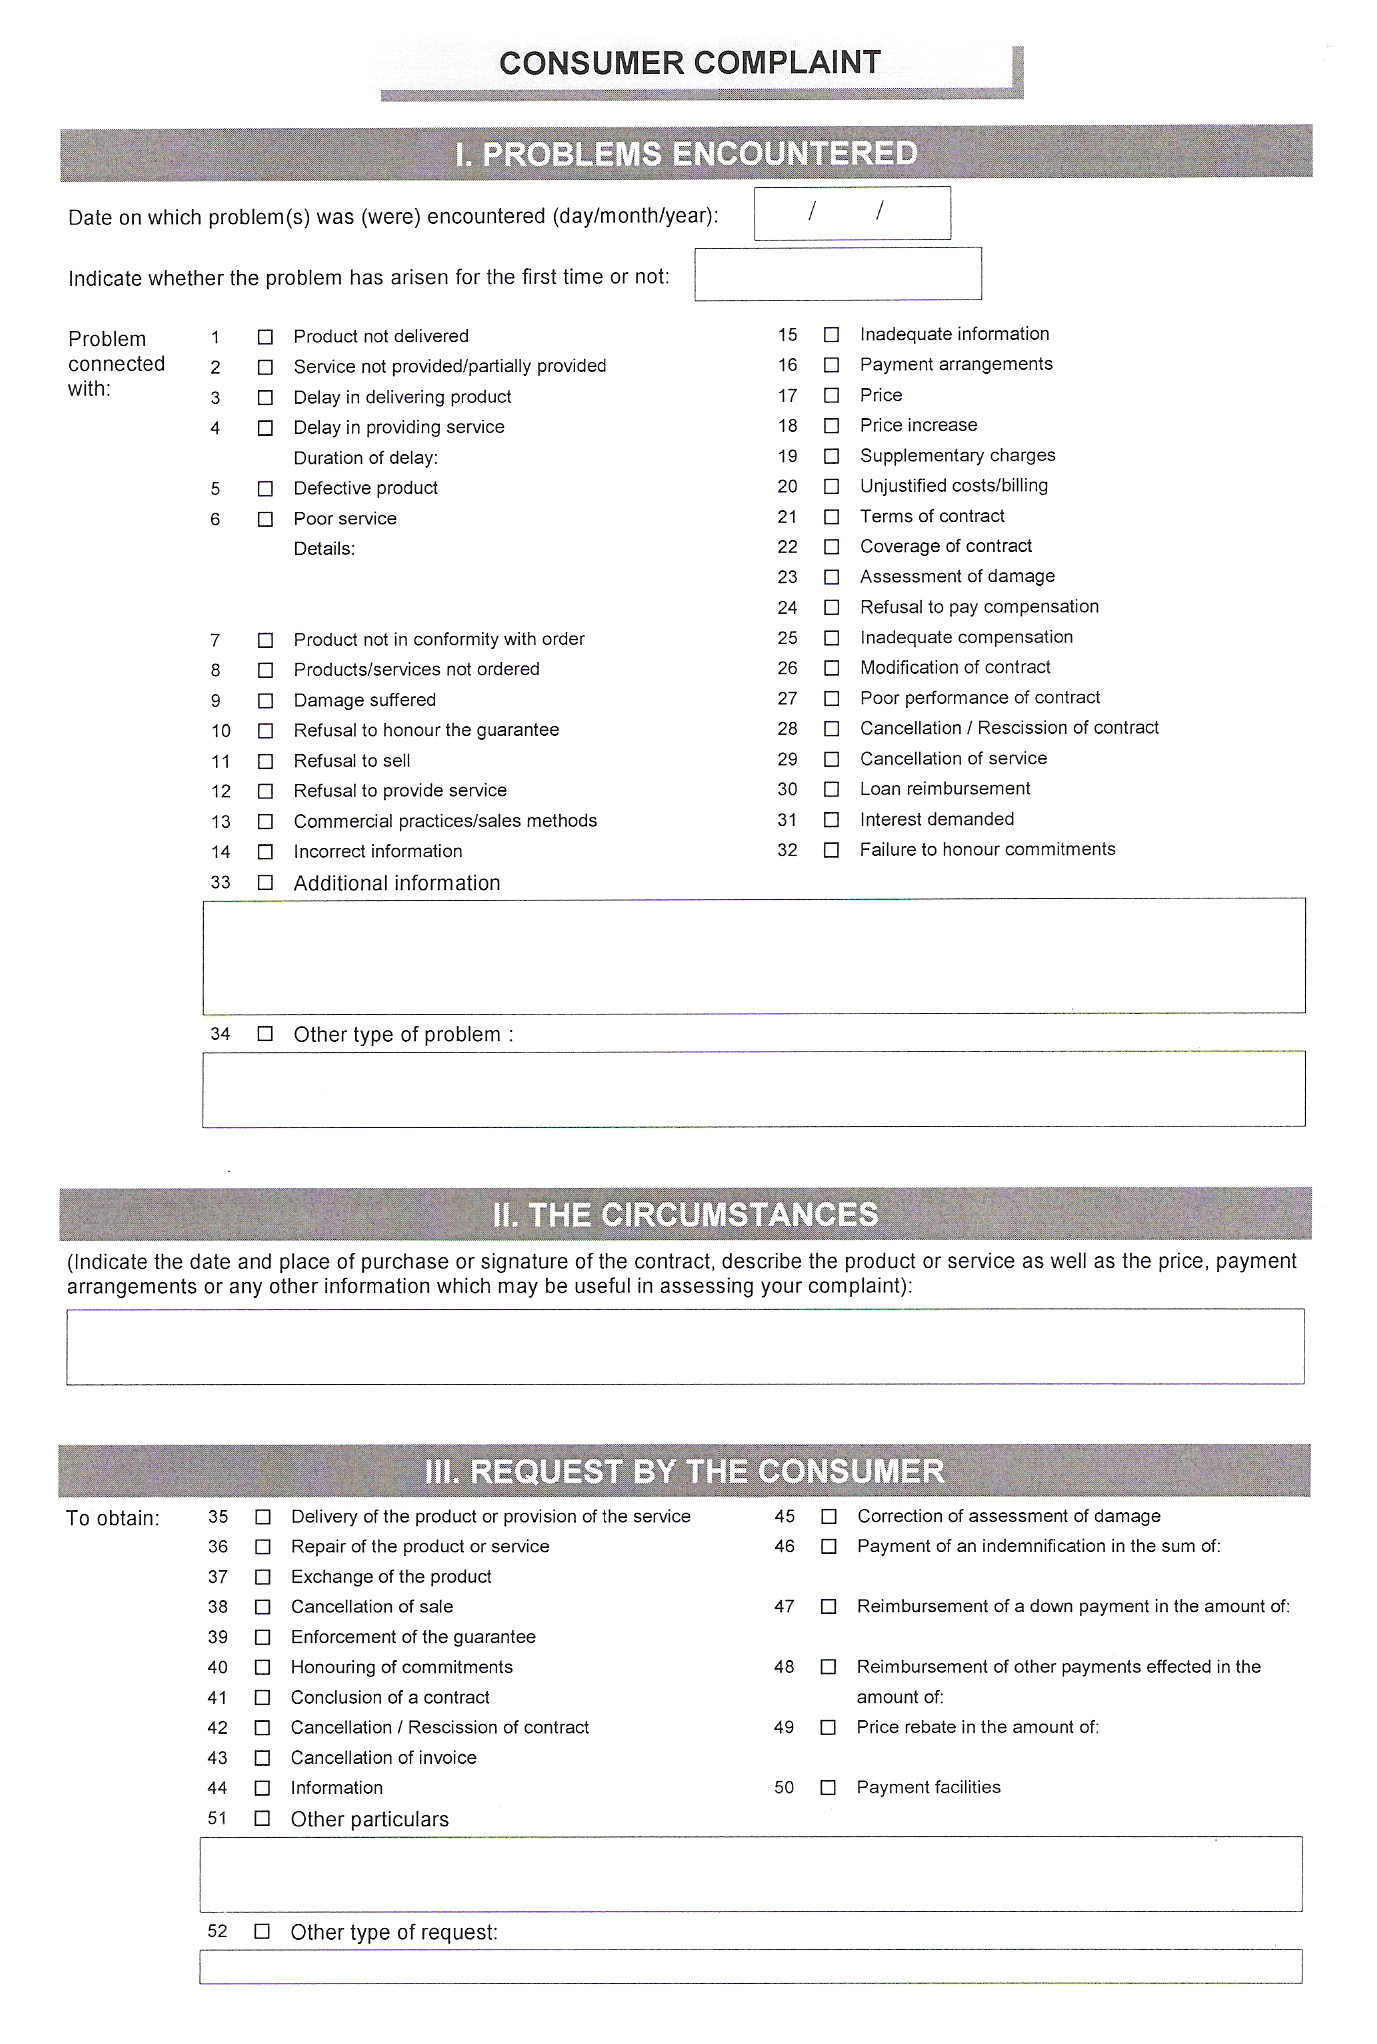 CONSUMER COMPLAINT
I. PROBLEMS ENCOUNTERED
Date on which problem(s) was (were) encountered (day/month/year): / /
Indicate whether the problem has arisen for the first time or not:
Problem
connected
with:
1 Product not delivered
2 Service not provided/partially provided
3 Delay in delivering product
4 Delay in providing service
Duration of delay:
5 Defective product
6 Poor service
Details:
7 Product not in conformity with order
8 Products/services not ordered
9 Damage suffered
10 Refusal to honour the guarantee
11 Refusal to sell
12 Refusal to provide service
13 Commercial practices/sales methods
14 Incorrect information
15 Inadequate information
16 Payment arrangements
17 Price
18 Price increase
19 Supplementary charges
20 Unjustified costs/billing
21 Terms of contract
22 Coverage of contract
23 Assessment of damage
24 Refusal to pay compensation
25 Inadequate compensation
26 Modification of contract
27 Poor performance of contract
28 Cancellation / Rescission of contract
29 Cancellation of service
30 Loan reimbursement
31 Interest demanded
32 Failure to honour commitments
33 Additional information
34 Other type of problem :
II. THE CIRCUMSTANCES
(Indicate the date and place of purchase or signature of the contract, describe the product or service as well as the price, payment
arrangements or any other information which may be useful in assessing your complaint):
III. REQUEST BY THE CONSUMER
To obtain:
35 Delivery of the product or provision of the service
36 Repair of the product or service
37 Exchange of the product
38 Cancellation of sale
39 Enforcement of the guarantee
40 Honouring of commitments
41 Conclusion of a contract
42 Cancellation / Rescission of contract
43 Cancellation of invoice
44 Information
45 Correction of assessment of damage
46 Payment of an indemnification in the sum of:
47 Reimbursement of a down payment in the amount of:
48 Reimbursement of other payments effected in the
amount of:
49 Price rebate in the amount of:
50 Payment facilities
51 Other particulars
52 Other type of request: